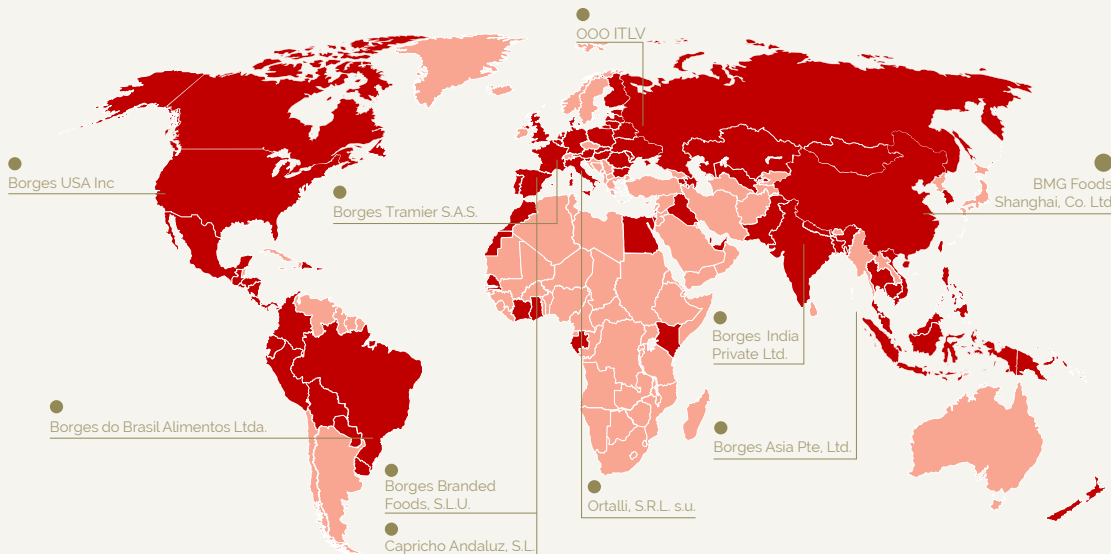 OOO ITLV
Borges USA Inc
Borges Tramier S.A.S.
BMG Foods
Shanghai, Co. Ltd
Borges India
Private Ltd.
Borges do Brasil Alimentos Ltda.
Borges Asia Pte, Ltd.
Borges Branded
Foods, S.L.U.
Ortalli, S.R.L. s.u.
Capricho Andaluz, S.L.